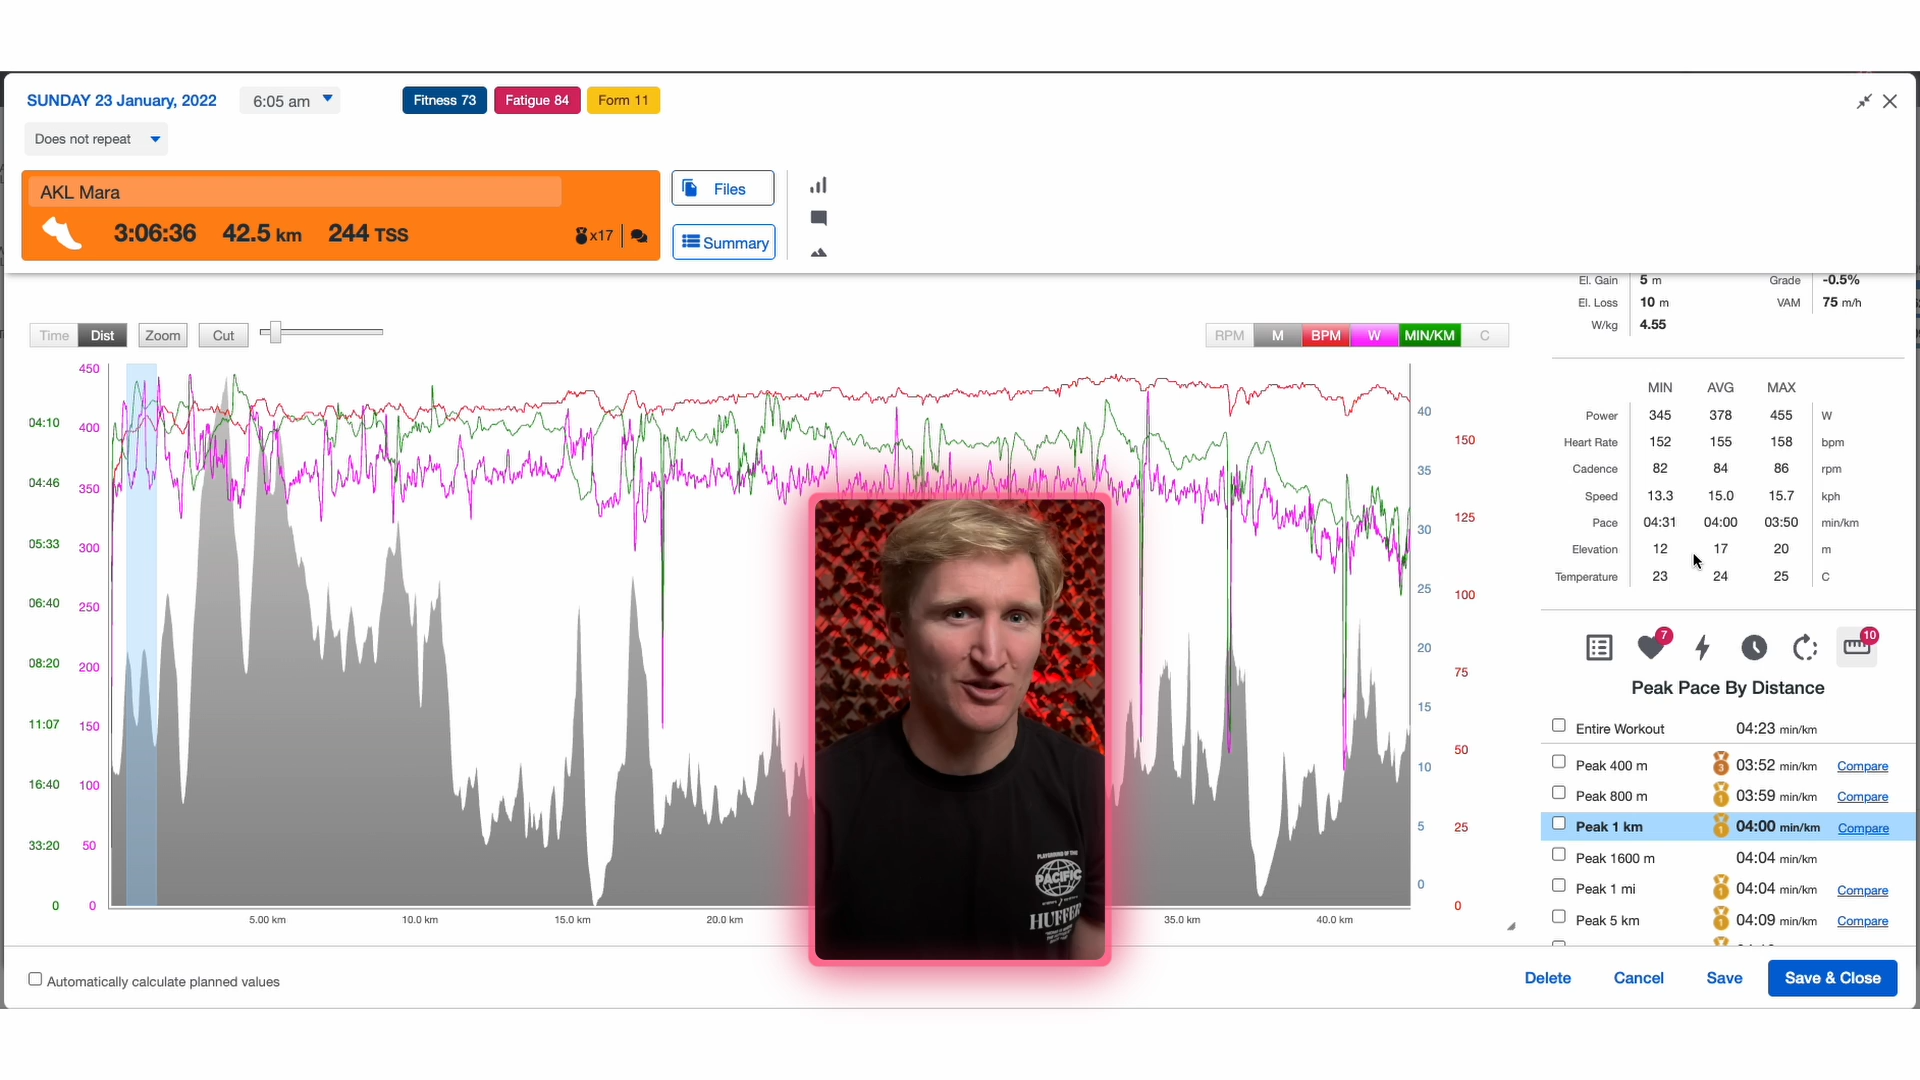 SUNDAY 23 January, 2022
6:05 am
Fitness 73
Fatigue 84
Form 11
Does not repeat
AKL Mara
3:06:36 42.5 km 244 TSS
x17
Files
Summary
Time
Dist
Zoom
Cut
RPM
M
BPM
W
MIN/KM
C
450
400
350
300
250
200
150
100
50
0
04:10
04:46
05:33
06:40
08:20
11:07
16:40
33:20
0
40
35
30
25
20
15
10
5
0
150
125
100
75
50
25
0
5.00 km
10.0 km
15.0 km
20.0 km
35.0 km
40.0 km
PACIFIC
HUFFER
El. Gain 5 m Grade -0.5%
El. Loss 10 m VAM 75 m/h
W/kg 4.55
MIN AVG MAX
Power 345 378 455 W
Heart Rate 152 155 158 bpm
Cadence 82 84 86 rpm
Speed 13.3 15.0 15.7 kph
Pace 04:31 04:00 03:50 min/km
Elevation 12 17 20 m
Temperature 23 24 25 C
7
10
Peak Pace By Distance
Entire Workout 04:23 min/km
Peak 400 m 3 03:52 min/km Compare
Peak 800 m 1 03:59 min/km Compare
Peak 1 km 1 04:00 min/km Compare
Peak 1600 m 04:04 min/km
Peak 1 mi 1 04:04 min/km Compare
Peak 5 km 1 04:09 min/km Compare
Automatically calculate planned values
Delete
Cancel
Save
Save & Close